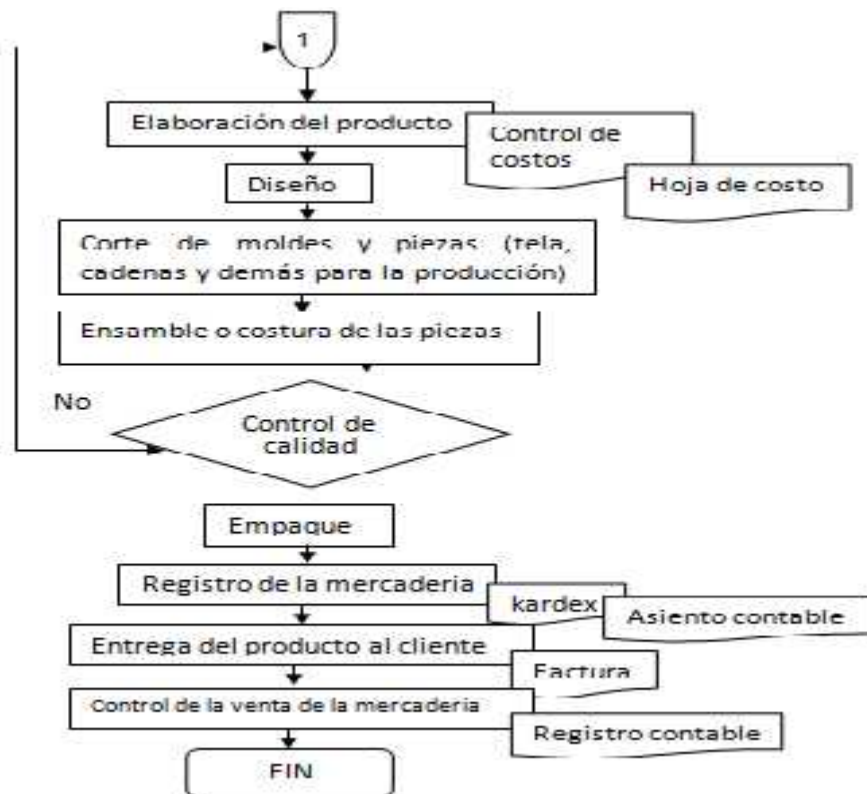 1
Elaboración del producto
Control de
costos
Hoja de costo
Diseño
Corte de moldes y piezas (tela,
cadenas y demás para la producción)
Ensamble o costura de las piezas
No
Control de
calidad
Empaque
Registro de la mercaderia
kardex
Asiento contable
Entrega del producto al cliente
Factura
Control de la venta de la mercaderia
Registro contable
FIN